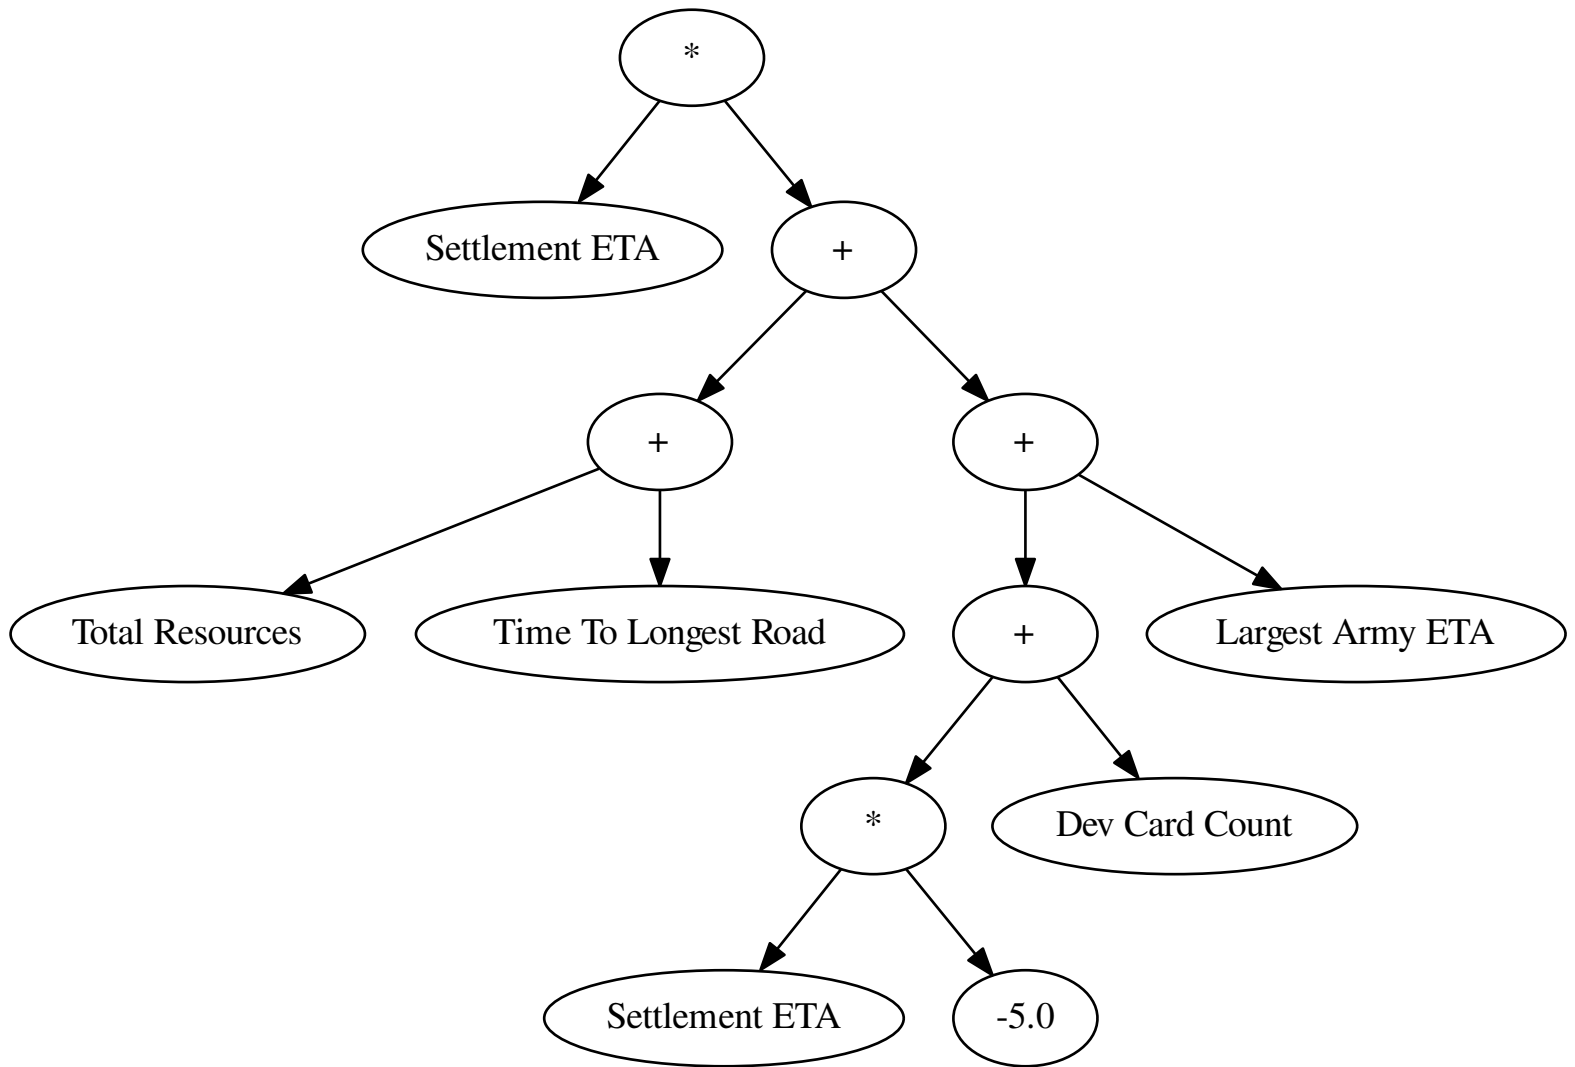 *
Settlement ETA
+
+
+
Total Resources
Time To Longest Road
+
Largest Army ETA
*
Dev Card Count
Settlement ETA
-5.0